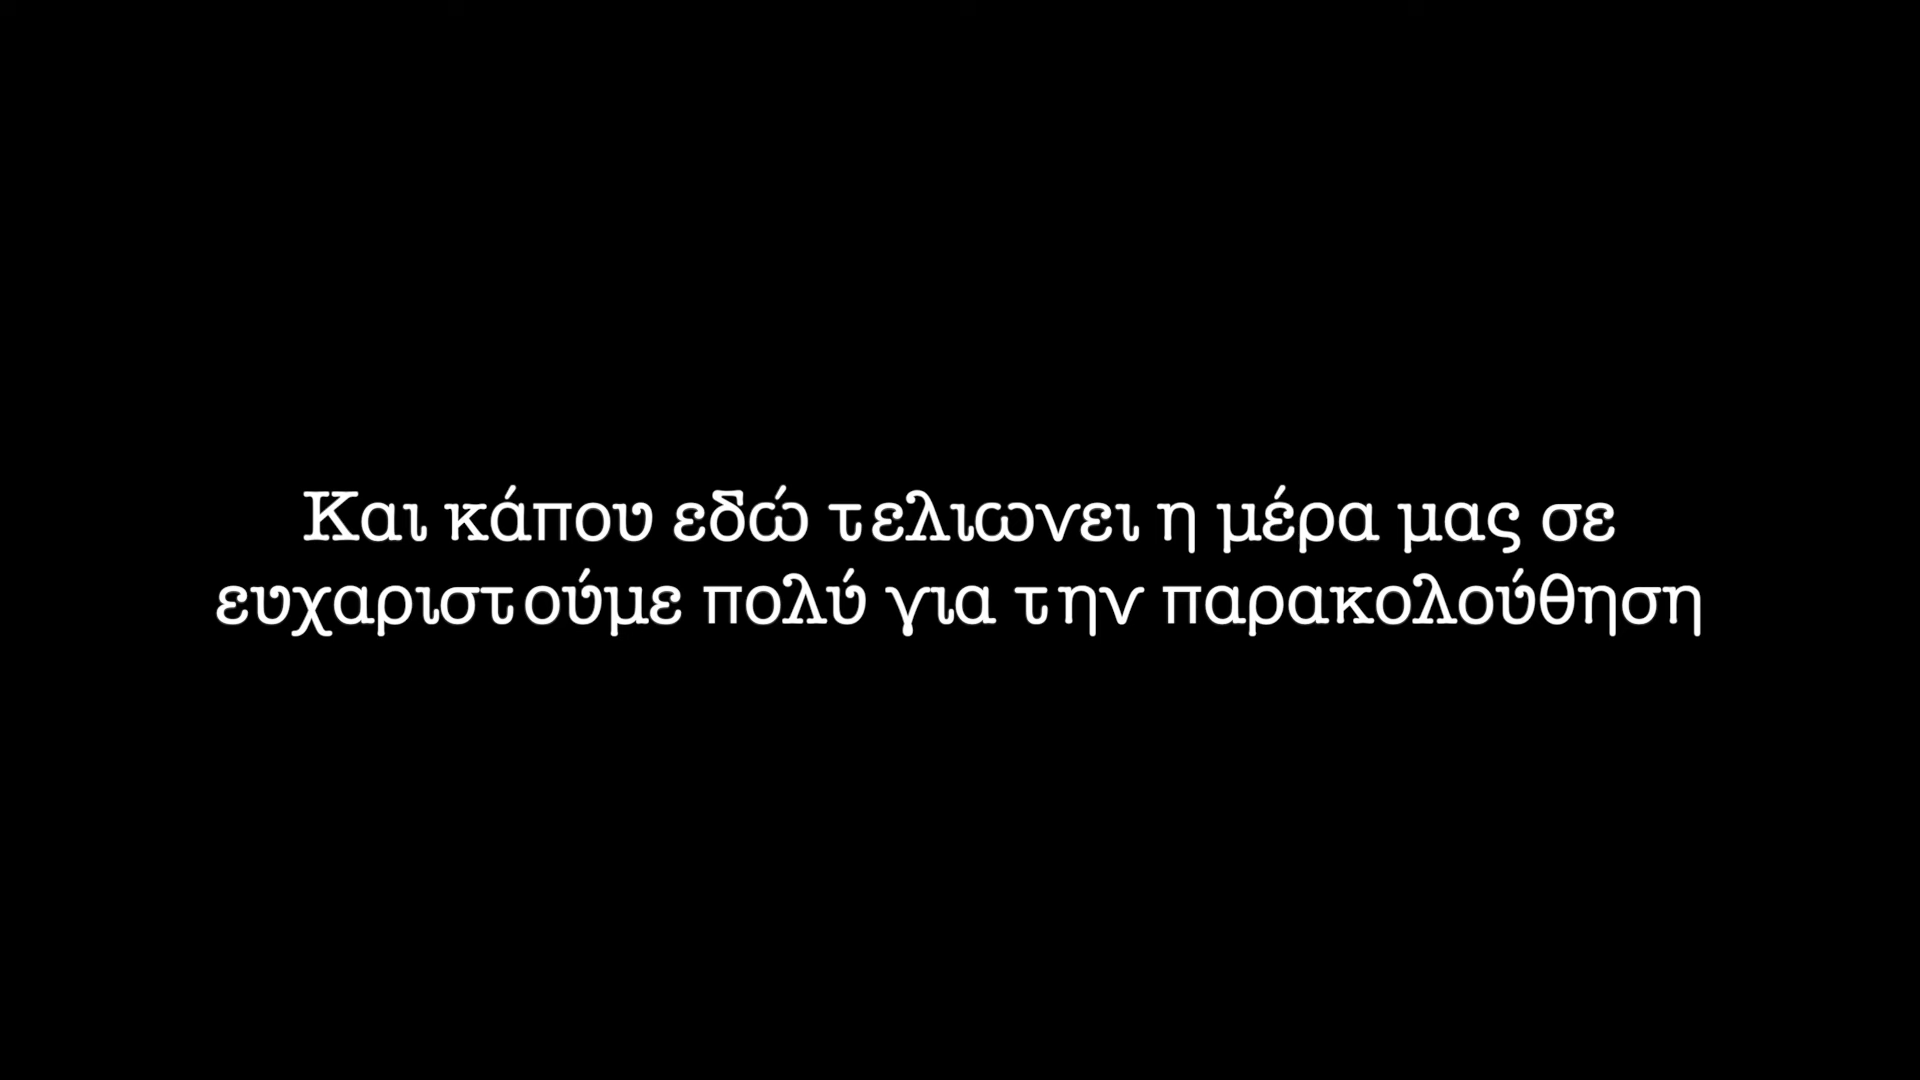 Και κάπου εδώ τελιωνει η μέρα μας σε
ευχαριστούμε πολύ για την παρακολούθηση